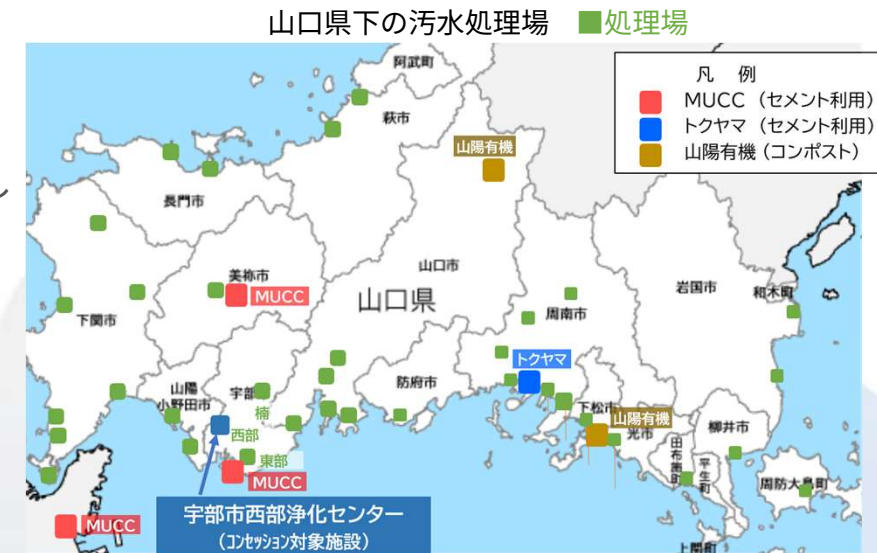 山口県下の汚水処理場 ■処理場
凡 例
MUCC （セメント利用）
トクヤマ （セメント利用）
山陽有機（コンポスト）
阿武町
萩市
山陽有機
長門市
美祢市
MUCC
山口市
山口県
岩国市
和木町
下関市
周南市
トクヤマ
山陽
小野田市
宇部
楠
防府市
下松市
山陽有機
光市
柳井市
西部
東部
MUCC
田布施町
平生町
周防大島町
MUCC
宇部市西部浄化センター
（コンセッション対象施設）
上関町